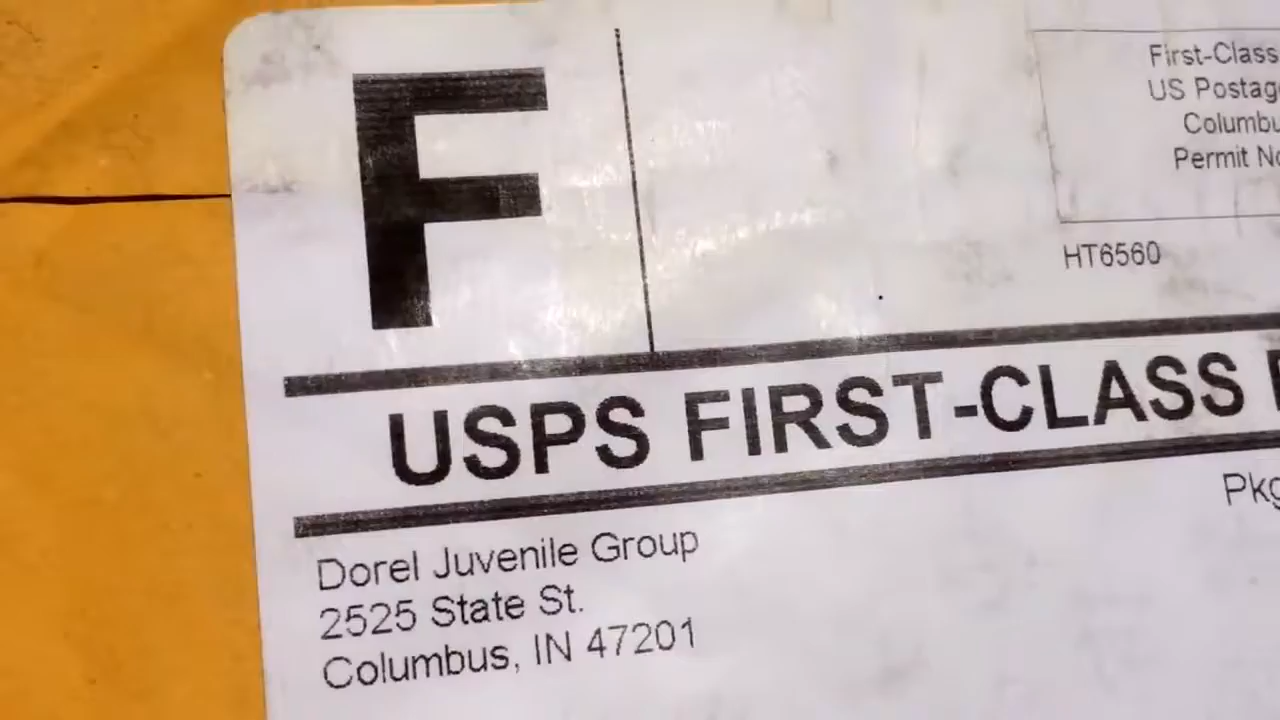 F
First-Class
US Postage
Columbu
Permit No
HT6560
USPS FIRST-CLASS
Pkg
Dorel Juvenile Group
2525 State St.
Columbus, IN 47201